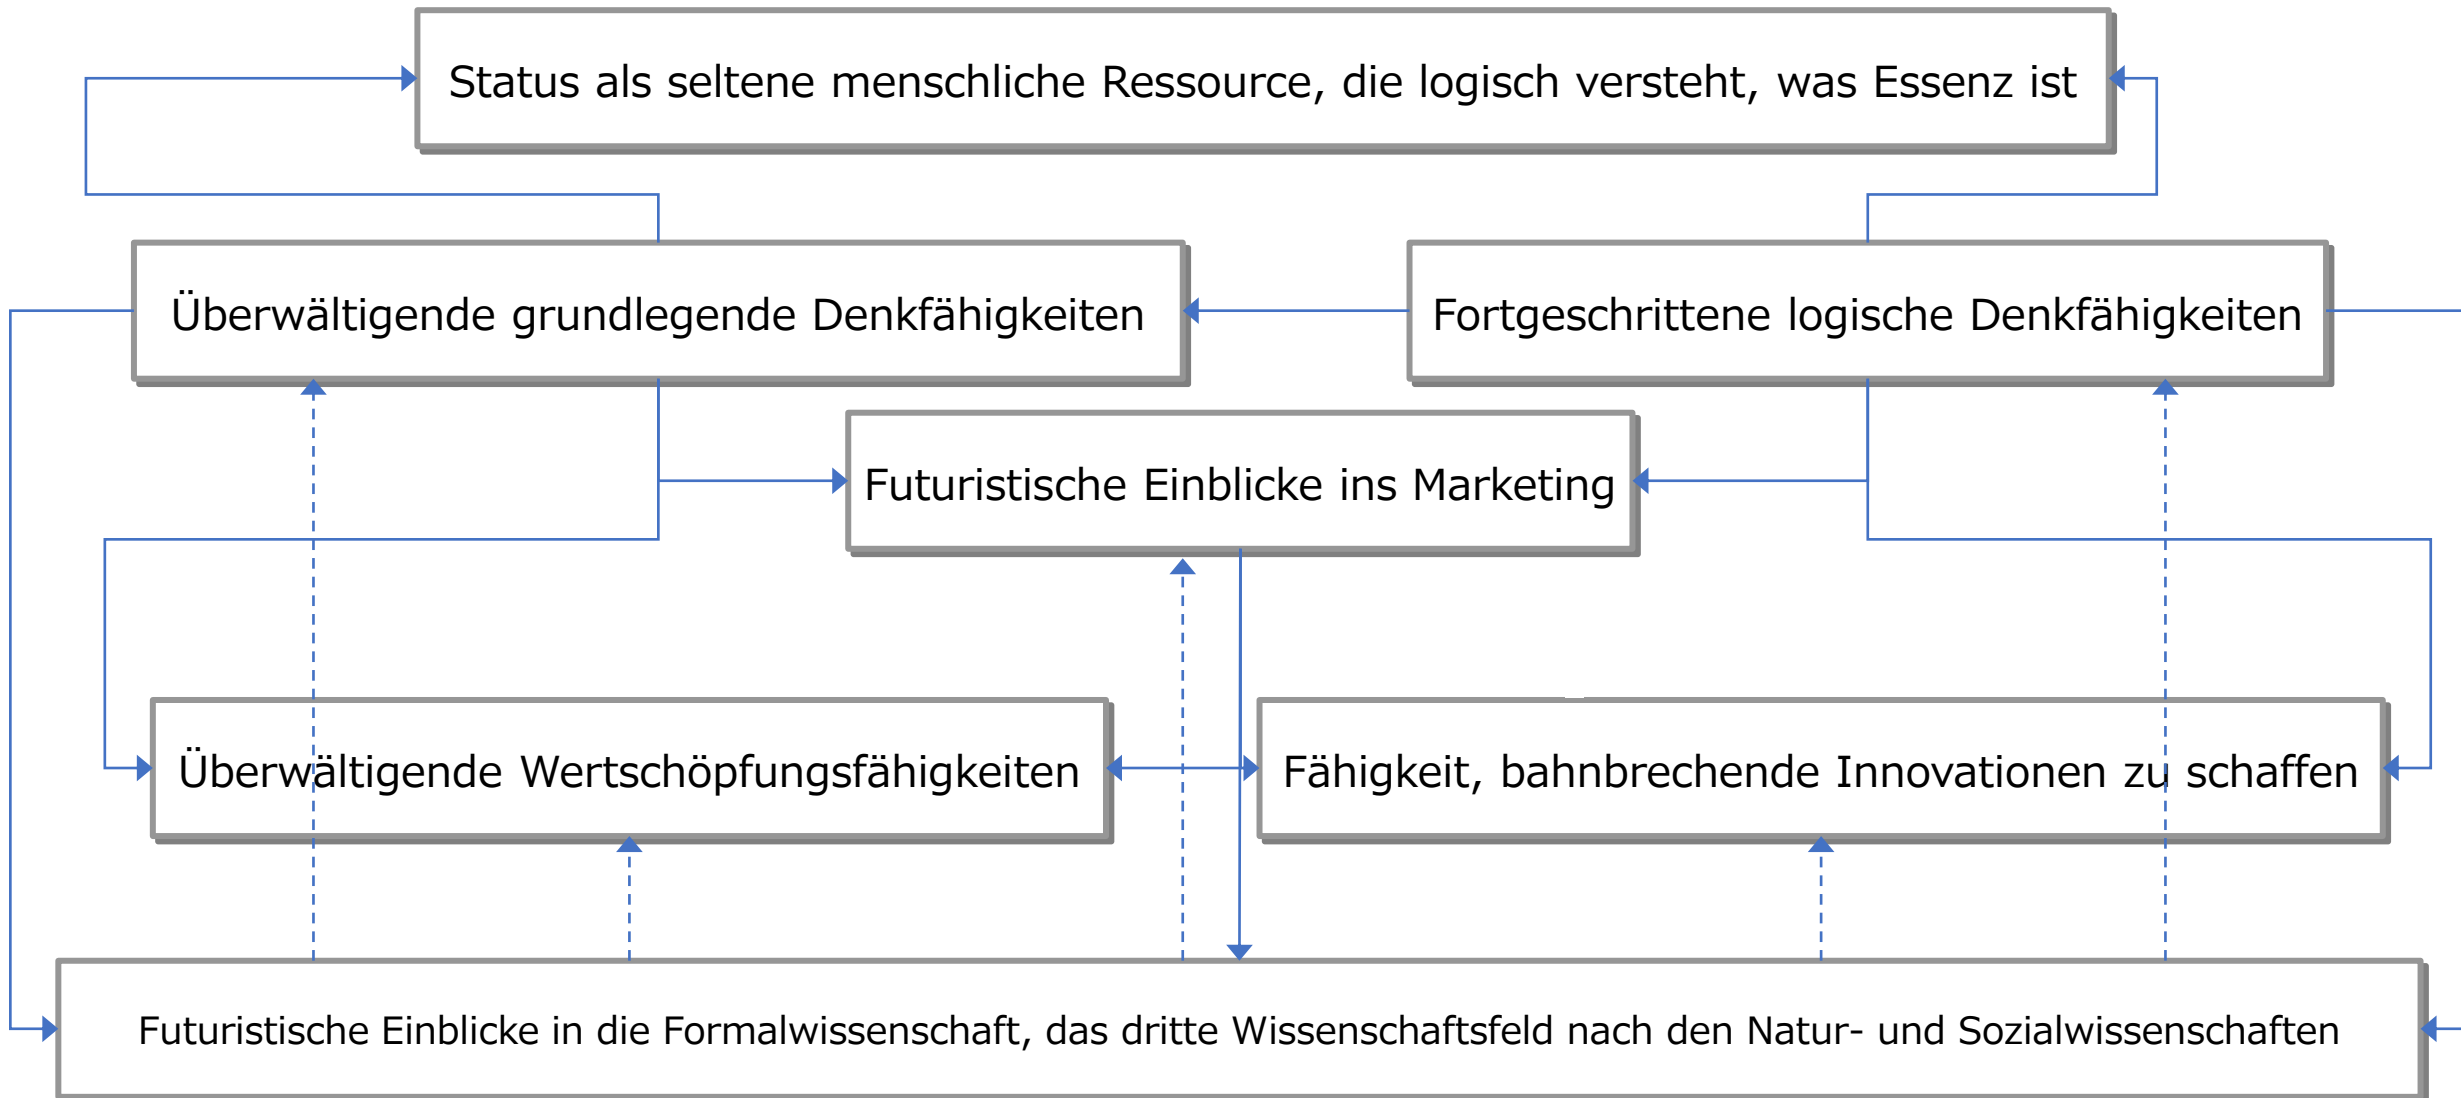 Status als seltene menschliche Ressource, die logisch versteht, was Essenz ist
Überwältigende grundlegende Denkfähigkeiten
Fortgeschrittene logische Denkfähigkeiten
Futuristische Einblicke ins Marketing
Überwältigende Wertschöpfungsfähigkeiten
Fähigkeit, bahnbrechende Innovationen zu schaffen
Futuristische Einblicke in die Formalwissenschaft, das dritte Wissenschaftsfeld nach den Natur- und Sozialwissenschaften